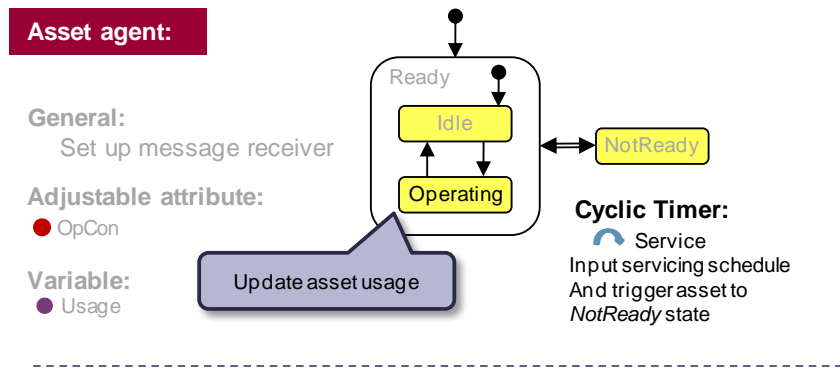 Asset agent:
Ready
General:
Idle
Set up message receiver
NotReady
Adjustable attribute:
Operating
OpCon
Cyclic Timer:
Service
Variable:
Update asset usage
Input servicing schedule
Usage
And trigger asset to
NotReady state